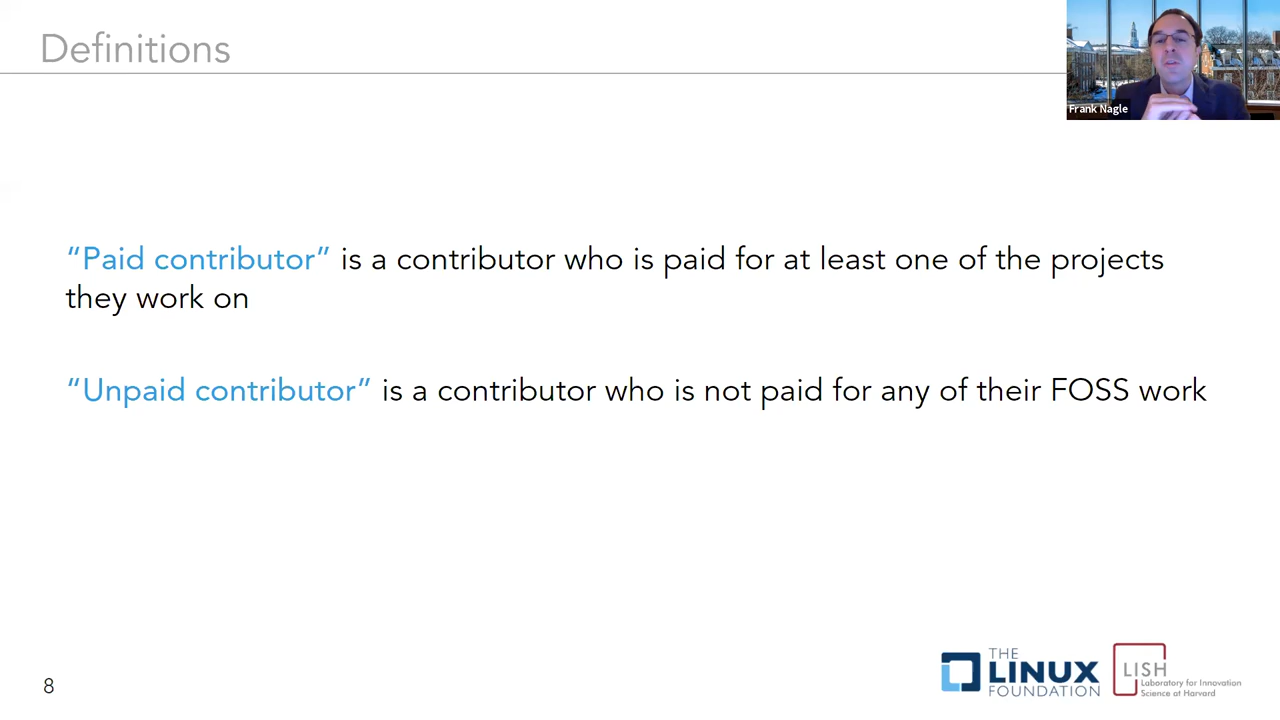 Definitions
Frank Nagle
“Paid contributor” is a contributor who is paid for at least one of the projects
they work on
“Unpaid contributor” is a contributor who is not paid for any of their FOSS work
8
THE
LINUX
FOUNDATION
LISH
Laboratory for Innovation
Science at Harvard